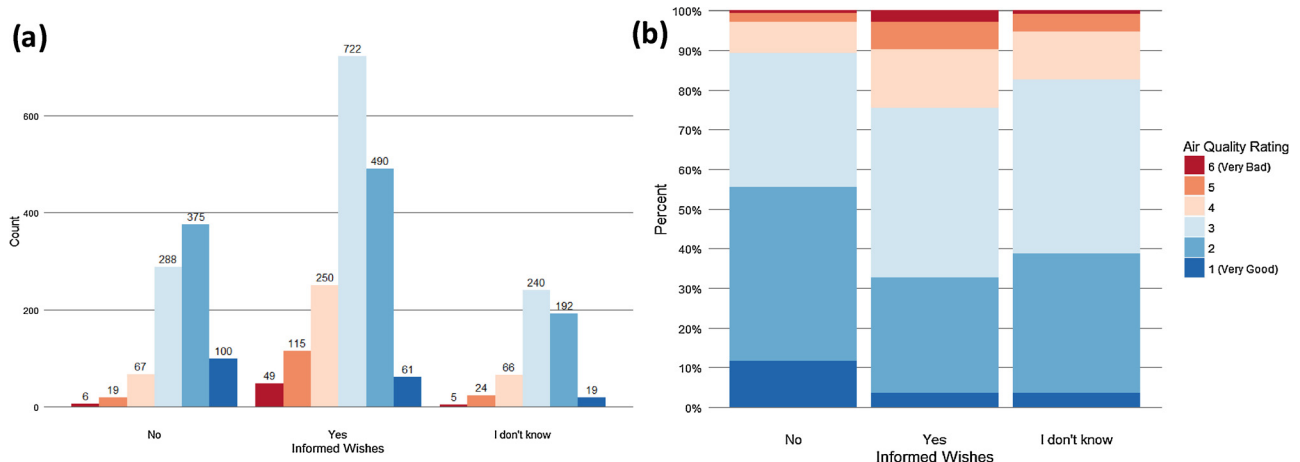 (a)
Count
600
400
200
0
6
19
67
288
375
100
49
115
250
722
490
61
5
24
66
240
192
19
No
Yes
I don't know
Informed Wishes
(b)
Percent
100%
90%
80%
70%
60%
50%
40%
30%
20%
10%
0%
No
Yes
I don't know
Informed Wishes
Air Quality Rating
6 (Very Bad)
5
4
3
2
1 (Very Good)